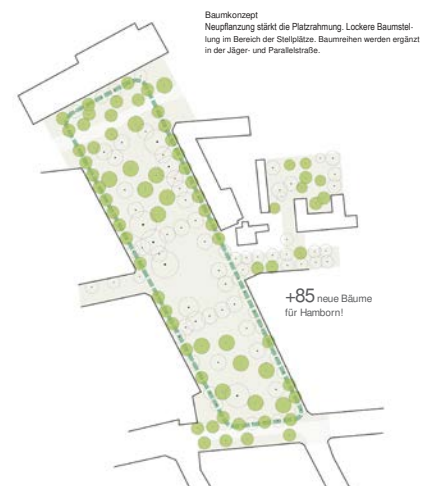 Baumkonzept
Neupflanzung stärkt die Platzrahmung. Lockere Baumstel-
lung im Bereich der Stellplätze. Baumreihen werden ergänzt
in der Jäger- und Parallelstraße.
+85 neue Bäume
für Hamborn!